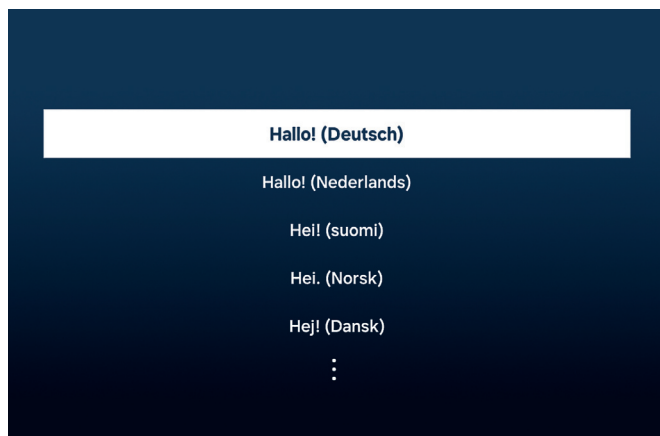 Hallo! (Deutsch)
Hallo! (Nederlands)
Hei! (suomi)
Hei. (Norsk)
Hej! (Dansk)